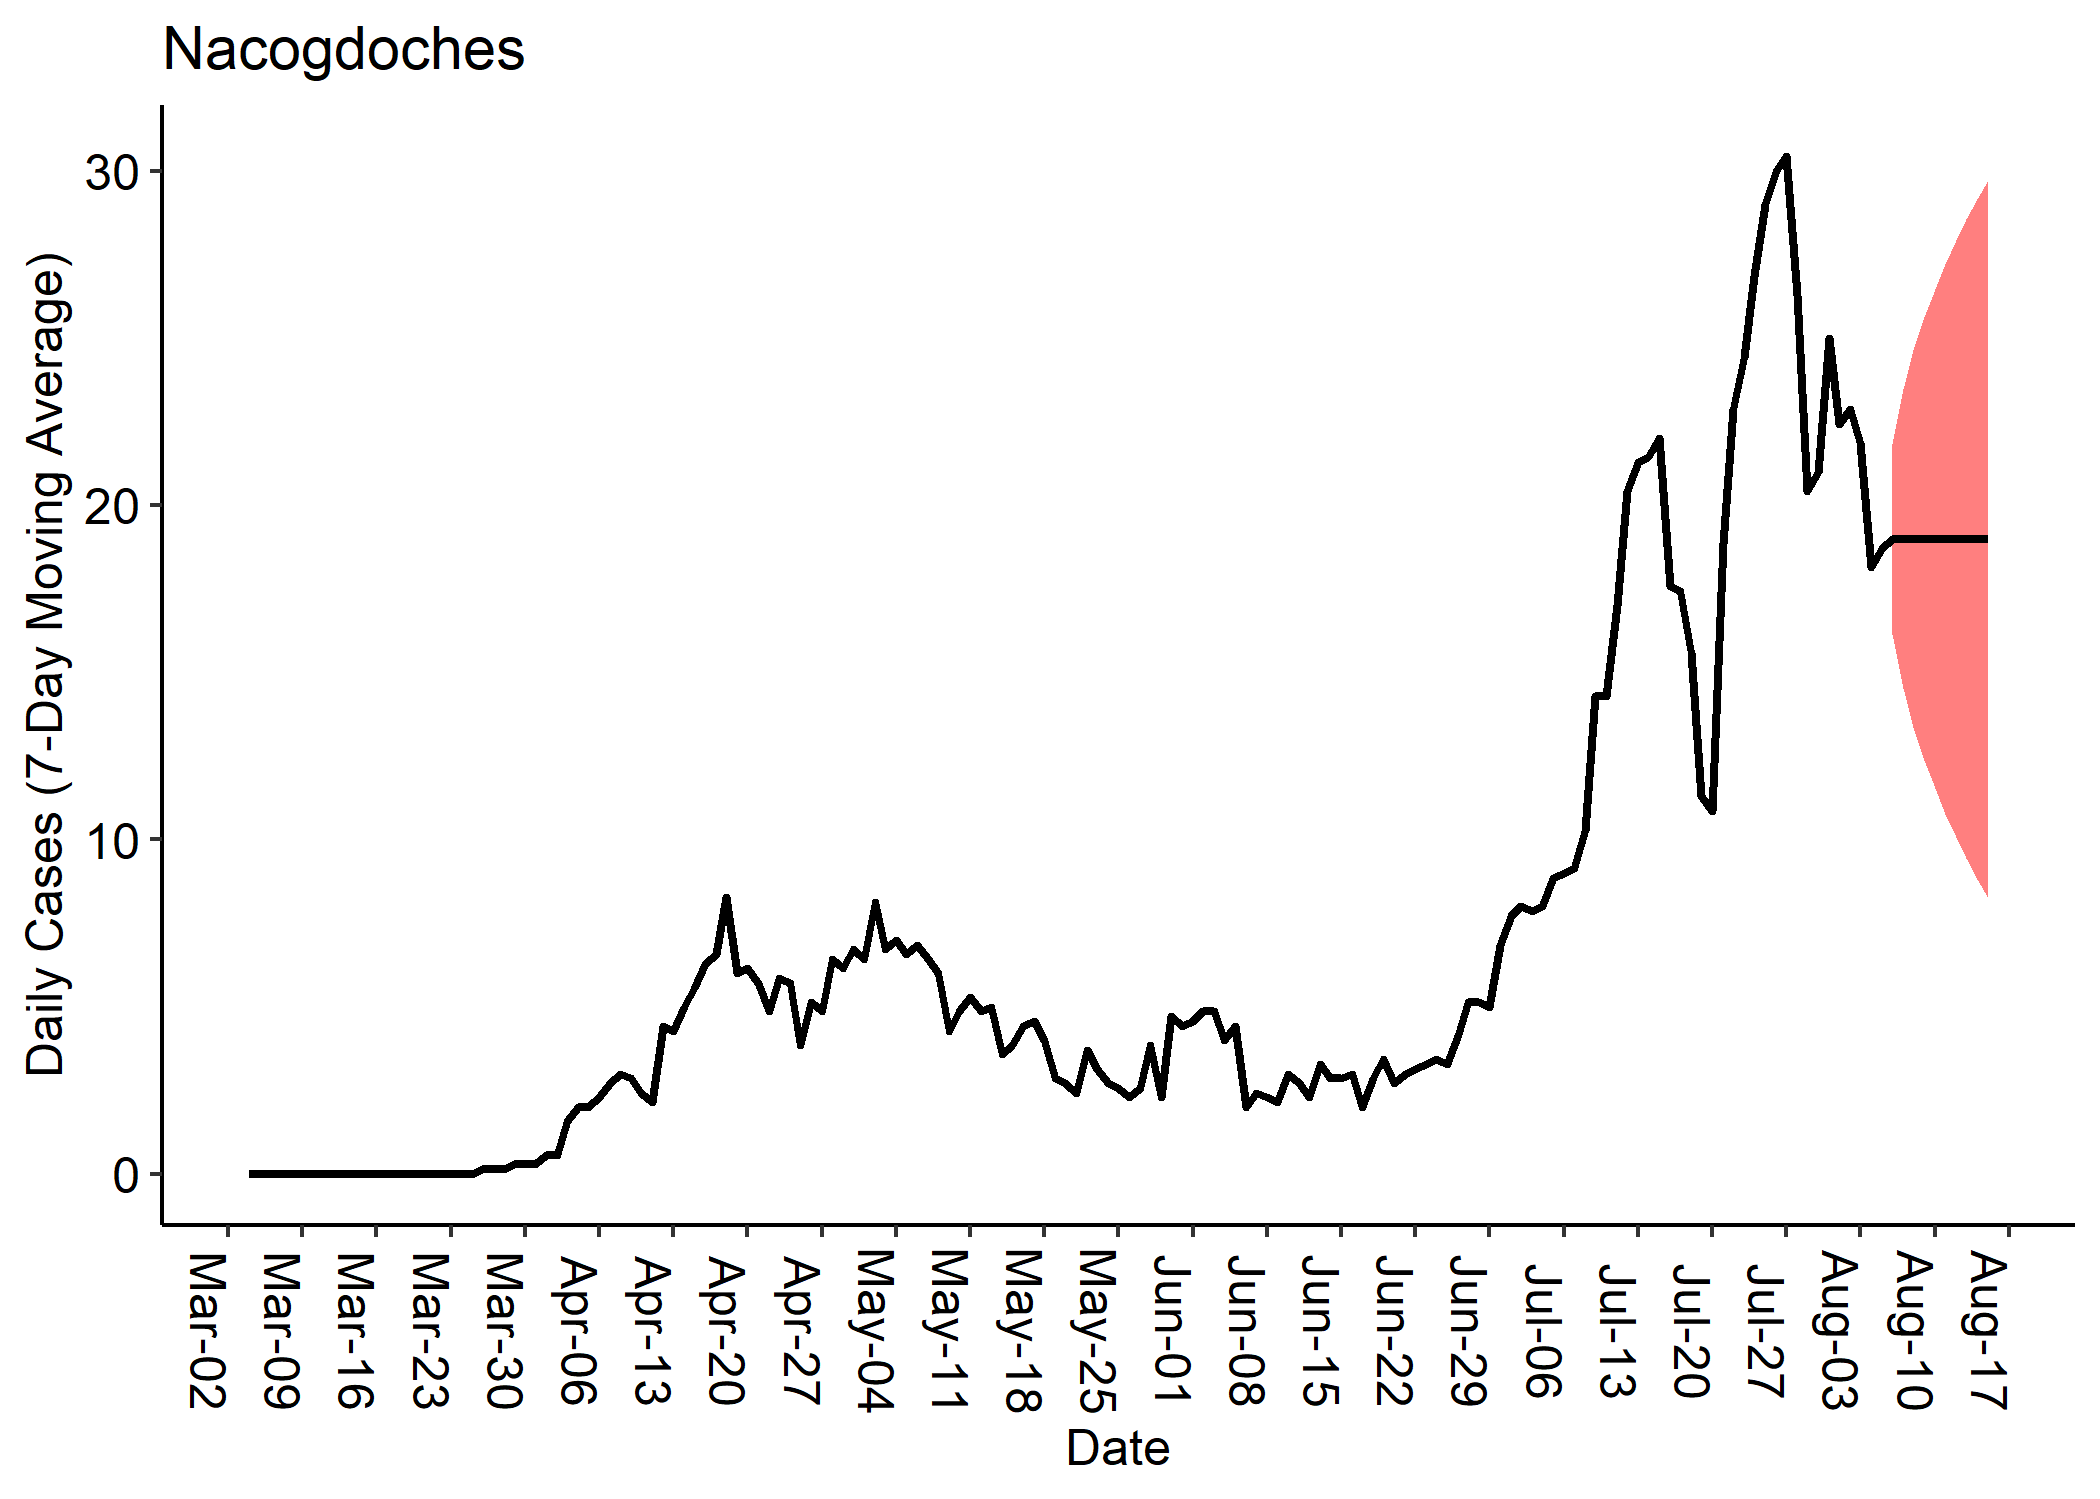 Nacogdoches
Daily Cases (7-Day Moving Average)
30
20
10
0
Mar-02
Mar-09
Mar-16
Mar-23
Mar-30
Apr-06
Apr-13
Apr-20
Apr-27
May-04
May-11
May-18
May-25
Jun-01
Jun-08
Jun-15
Jun-22
Jun-29
Jul-06
Jul-13
Jul-20
Jul-27
Aug-03
Aug-10
Aug-17
Date